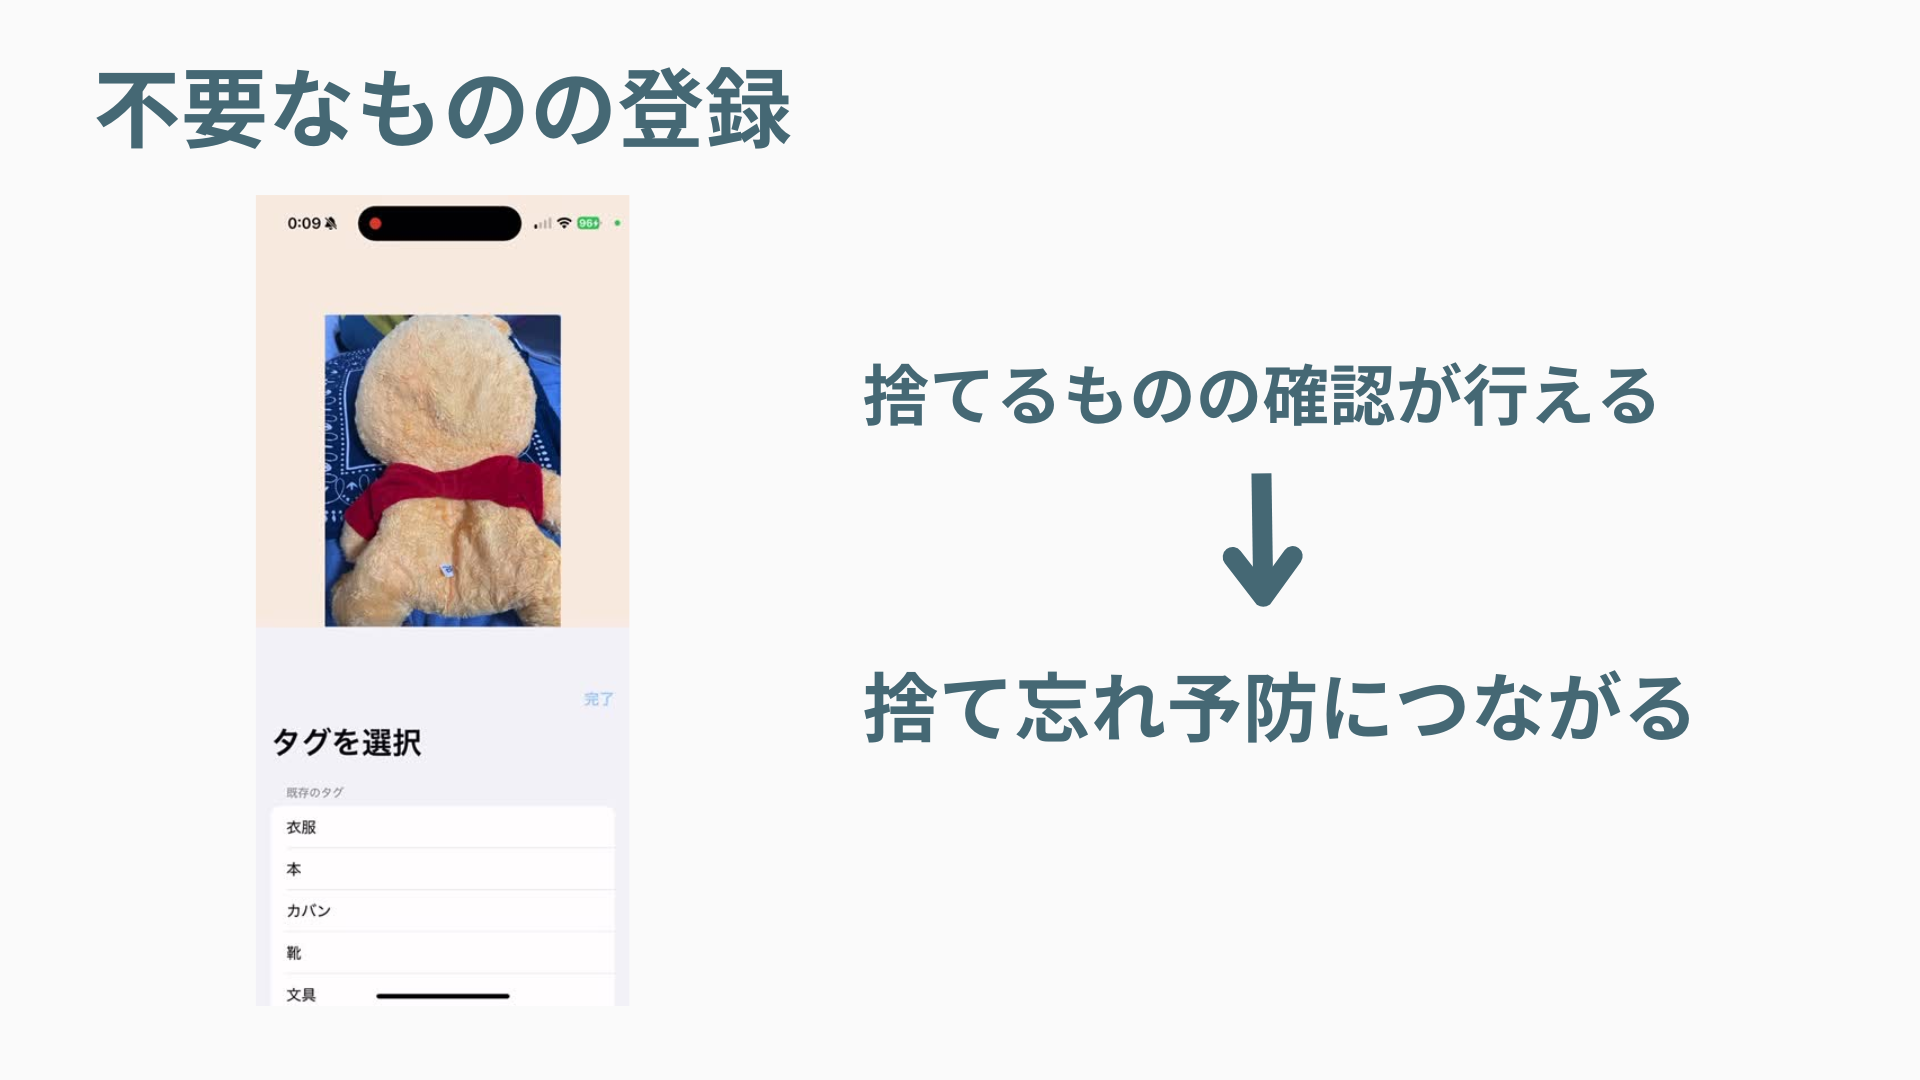 不要なものの登録
0:09
96
捨てるものの確認が行える
捨て忘れ予防につながる
完了
タグを選択
既存のタグ
衣服
本
カバン
靴
文具